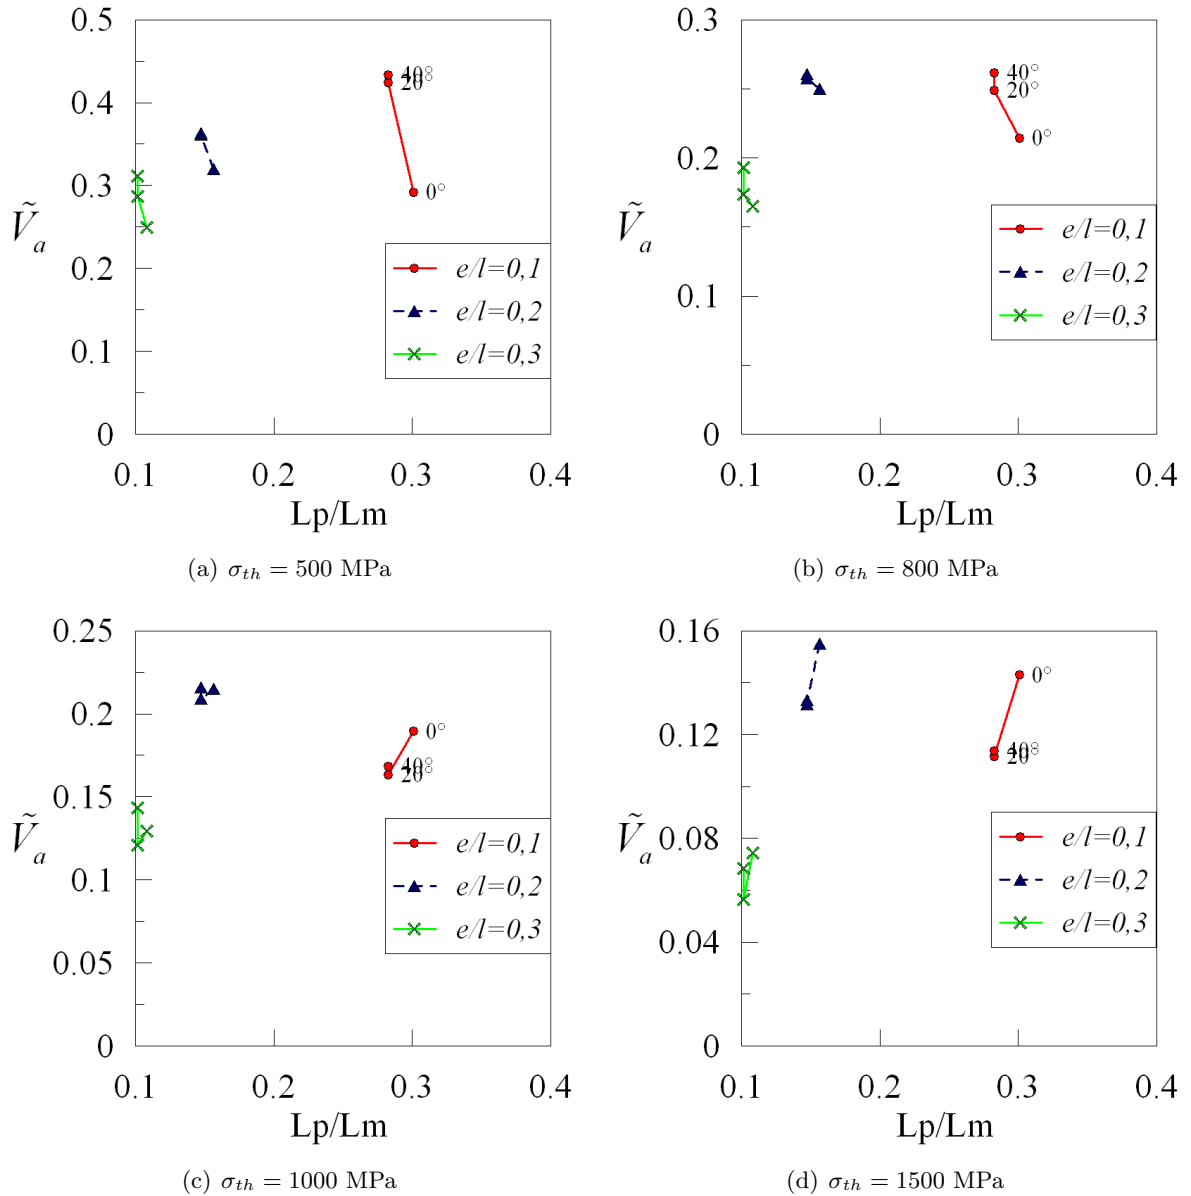 0.5
0.4
0.3
0.2
0.1
0
Ṽa
40°
20°
0°
e/l=0,1
e/l=0,2
e/l=0,3
0.1 0.2 0.3 0.4
Lp/Lm
(a) σth = 500 MPa
0.3
0.2
0.1
0
Ṽa
40°
20°
0°
e/l=0,1
e/l=0,2
e/l=0,3
0.1 0.2 0.3 0.4
Lp/Lm
(b) σth = 800 MPa
0.25
0.2
0.15
0.1
0.05
0
Ṽa
0°
40°
20°
e/l=0,1
e/l=0,2
e/l=0,3
0.1 0.2 0.3 0.4
Lp/Lm
(c) σth = 1000 MPa
0.16
0.12
0.08
0.04
0
Ṽa
0°
40°
20°
e/l=0,1
e/l=0,2
e/l=0,3
0.1 0.2 0.3 0.4
Lp/Lm
(d) σth = 1500 MPa